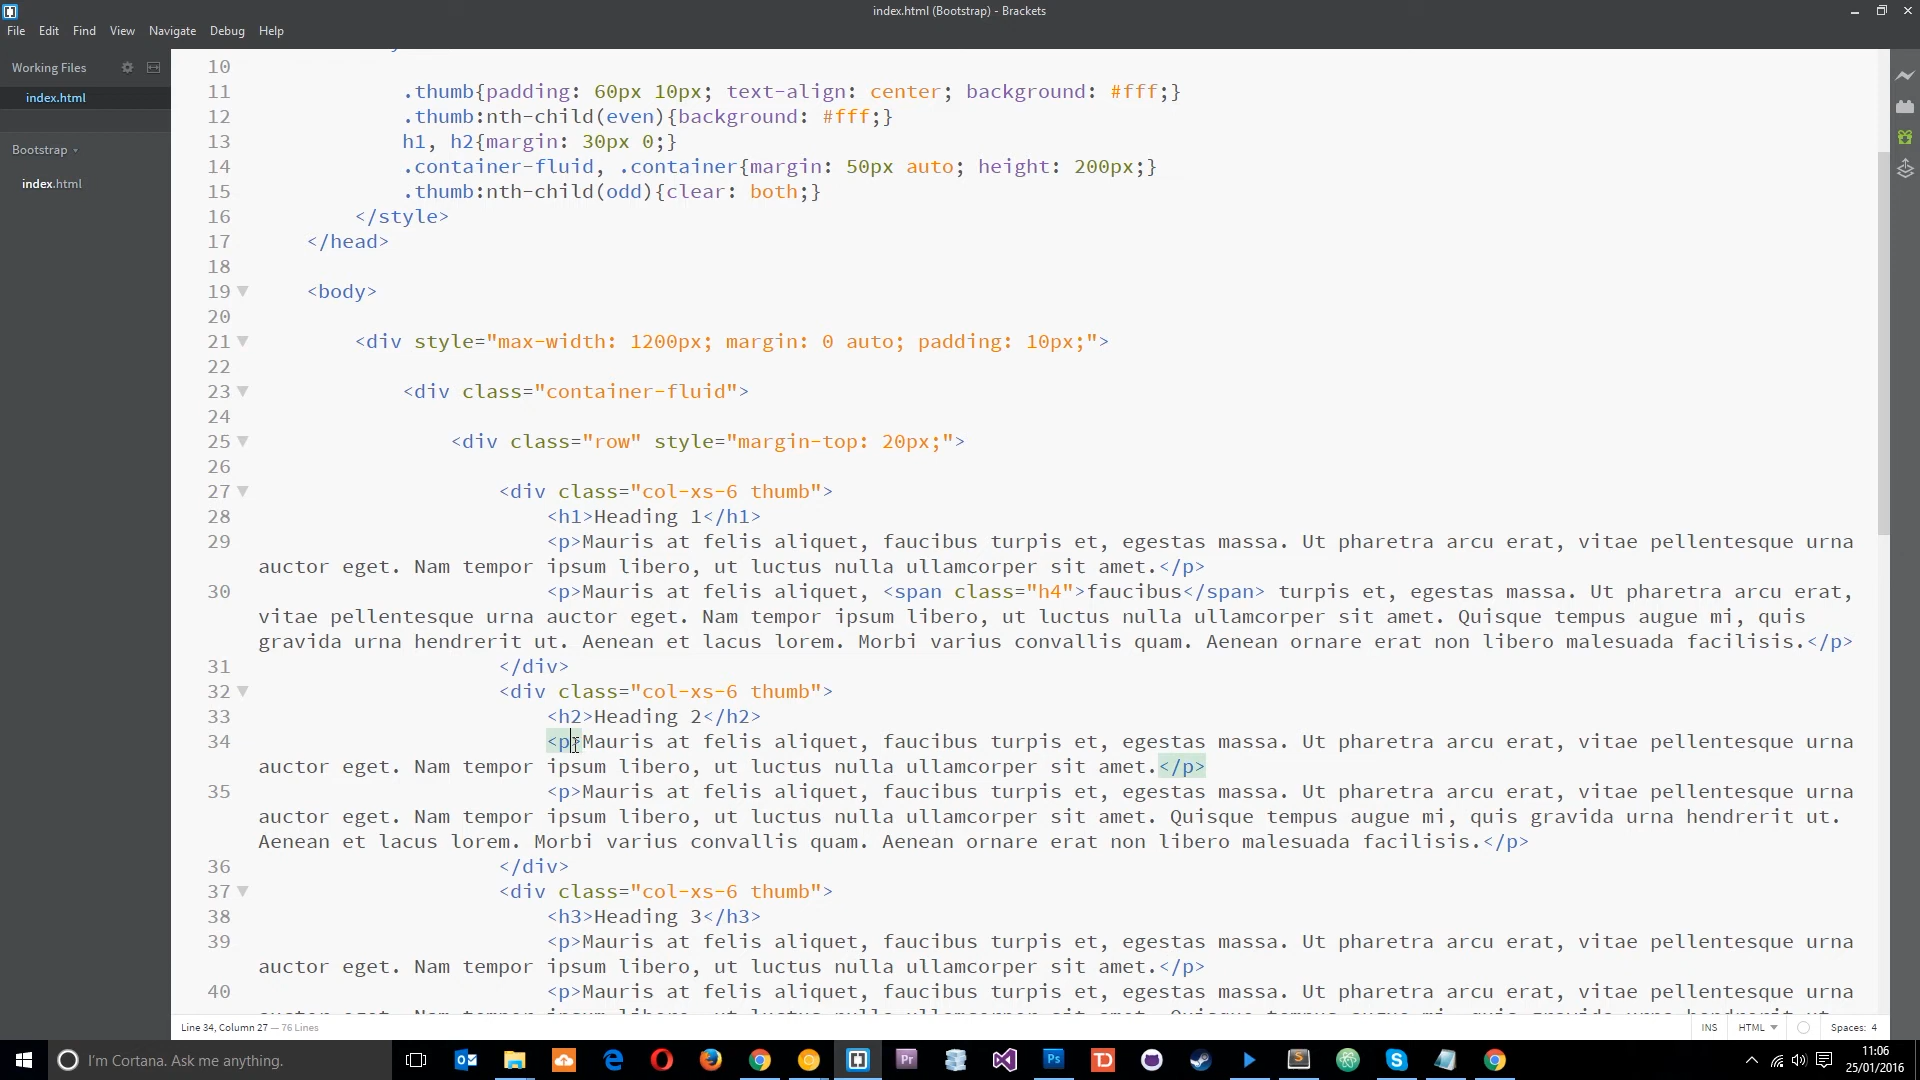 index.html (Bootstrap) - Brackets
File Edit Find View Navigate Debug Help
Working Files
index.html
Bootstrap
index.html
10
11 .thumb{padding: 60px 10px; text-align: center; background: #fff;}
12 .thumb:nth-child(even){background: #fff;}
13 h1, h2{margin: 30px 0;}
14 .container-fluid, .container{margin: 50px auto; height: 200px;}
15 .thumb:nth-child(odd){clear: both;}
16 </style>
17 </head>
18
19 <body>
20
21 <div style="max-width: 1200px; margin: 0 auto; padding: 10px;">
22
23 <div class="container-fluid">
24
25 <div class="row" style="margin-top: 20px;">
26
27 <div class="col-xs-6 thumb">
28 <h1>Heading 1</h1>
29 <p>Mauris at felis aliquet, faucibus turpis et, egestas massa. Ut pharetra arcu erat, vitae pellentesque urna
auctor eget. Nam tempor ipsum libero, ut luctus nulla ullamcorper sit amet.</p>
30 <p>Mauris at felis aliquet, <span class="h4">faucibus</span> turpis et, egestas massa. Ut pharetra arcu erat,
vitae pellentesque urna auctor eget. Nam tempor ipsum libero, ut luctus nulla ullamcorper sit amet. Quisque tempus augue mi, quis
gravida urna hendrerit ut. Aenean et lacus lorem. Morbi varius convallis quam. Aenean ornare erat non libero malesuada facilisis.</p>
31 </div>
32 <div class="col-xs-6 thumb">
33 <h2>Heading 2</h2>
34 <p>Mauris at felis aliquet, faucibus turpis et, egestas massa. Ut pharetra arcu erat, vitae pellentesque urna
auctor eget. Nam tempor ipsum libero, ut luctus nulla ullamcorper sit amet.</p>
35 <p>Mauris at felis aliquet, faucibus turpis et, egestas massa. Ut pharetra arcu erat, vitae pellentesque urna
auctor eget. Nam tempor ipsum libero, ut luctus nulla ullamcorper sit amet. Quisque tempus augue mi, quis gravida urna hendrerit ut.
Aenean et lacus lorem. Morbi varius convallis quam. Aenean ornare erat non libero malesuada facilisis.</p>
36 </div>
37 <div class="col-xs-6 thumb">
38 <h3>Heading 3</h3>
39 <p>Mauris at felis aliquet, faucibus turpis et, egestas massa. Ut pharetra arcu erat, vitae pellentesque urna
auctor eget. Nam tempor ipsum libero, ut luctus nulla ullamcorper sit amet.</p>
40 <p>Mauris at felis aliquet, faucibus turpis et, egestas massa. Ut pharetra arcu erat, vitae pellentesque urna
Line 34, Column 27 — 76 Lines
INS HTML Spaces: 4
I'm Cortana. Ask me anything.
Pr
Ps
TD
11:06
25/01/2016